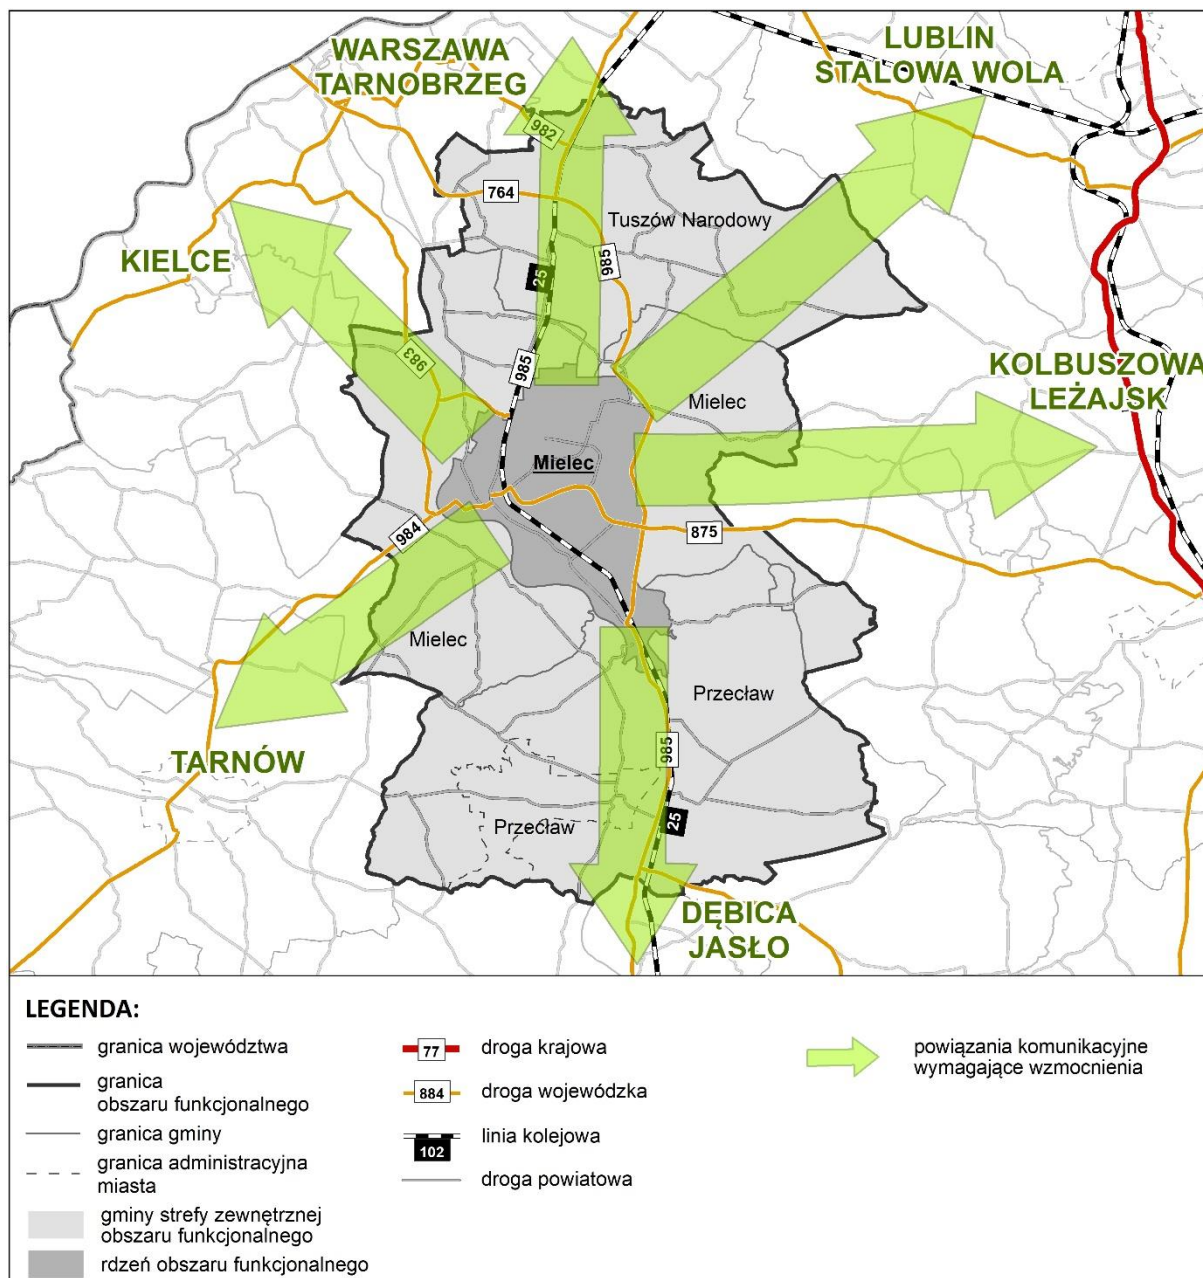 WARSZAWA
TARNOBRZEG
LUBLIN
STALOWA WOLA
982
764
Tuszów Narodowy
KIELCE
985
25
983
985
KOLBUSZOWA
LEŻAJSK
Mielec
Mielec
984
875
Mielec
Przecław
TARNÓW
985
25
Przecław
DĘBICA
JASŁO
LEGENDA:
granica województwa
granica
obszaru funkcjonalnego
granica gminy
granica administracyjna
miasta
gminy strefy zewnętrznej
obszaru funkcjonalnego
rdzeń obszaru funkcjonalnego
77
droga krajowa
884
droga wojewódzka
linia kolejowa
102
droga powiatowa
powiązania komunikacyjne
wymagające wzmocnienia